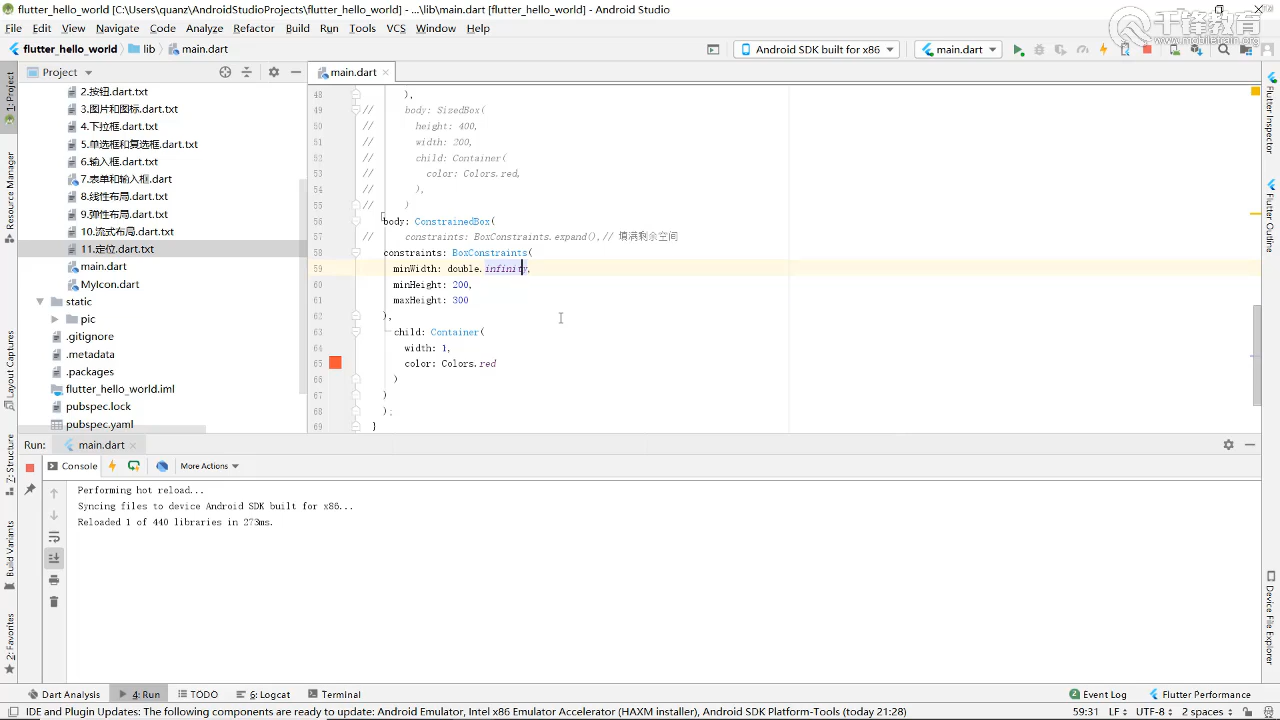 flutter_hello_world [C:\Users\quanz\AndroidStudioProjects\flutter_hello_world] - ...\lib\main.dart [flutter_hello_world] - Android Studio
千锋教育
www.mobiletrain.org
File Edit View Navigate Code Analyze Refactor Build Run Tools VCS Window Help
flutter_hello_world lib main.dart
Android SDK built for x86 main.dart
Project
main.dart
1: Project
Resource Manager
Layout Captures
Z: Structure
Build Variants
2: Favorites
2.按钮.dart.txt
3.图片和图标.dart.txt
4.下拉框.dart.txt
5.单选框和复选框.dart.txt
6.输入框.dart.txt
7.表单和输入框.dart
8.线性布局.dart.txt
9.弹性布局.dart.txt
10.流式布局.dart.txt
11.定位.dart.txt
main.dart
MyIcon.dart
static
pic
.gitignore
.metadata
.packages
flutter_hello_world.iml
pubspec.lock
pubspec.yaml
48 ),
49 // body: SizedBox(
50 // height: 400,
51 // width: 200,
52 // child: Container(
53 // color: Colors.red,
54 // ),
55 // )
56 body: ConstrainedBox(
57 // constraints: BoxConstraints.expand(),// 填满剩余空间
58 constraints: BoxConstraints(
59 minWidth: double.infinity,
60 minHeight: 200,
61 maxHeight: 300
62 ),
63 child: Container(
64 width: 1,
65 color: Colors.red
66 )
67 )
68 );
69 }
Flutter Inspector
Flutter Outline
Device File Explorer
Run: main.dart
Console More Actions
Performing hot reload...
Syncing files to device Android SDK built for x86...
Reloaded 1 of 440 libraries in 273ms.
Dart Analysis 4: Run TODO 6: Logcat Terminal Event Log Flutter Performance
IDE and Plugin Updates: The following components are ready to update: Android Emulator, Intel x86 Emulator Accelerator (HAXM installer), Android SDK Platform-Tools (today 21:28) 59:31 LF UTF-8 2 spaces